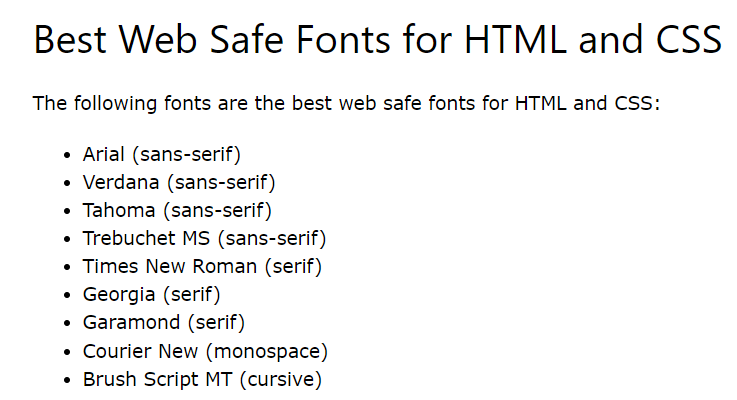 Best Web Safe Fonts for HTML and CSS
The following fonts are the best web safe fonts for HTML and CSS:
• Arial (sans-serif)
• Verdana (sans-serif)
• Tahoma (sans-serif)
• Trebuchet MS (sans-serif)
• Times New Roman (serif)
• Georgia (serif)
• Garamond (serif)
• Courier New (monospace)
• Brush Script MT (cursive)